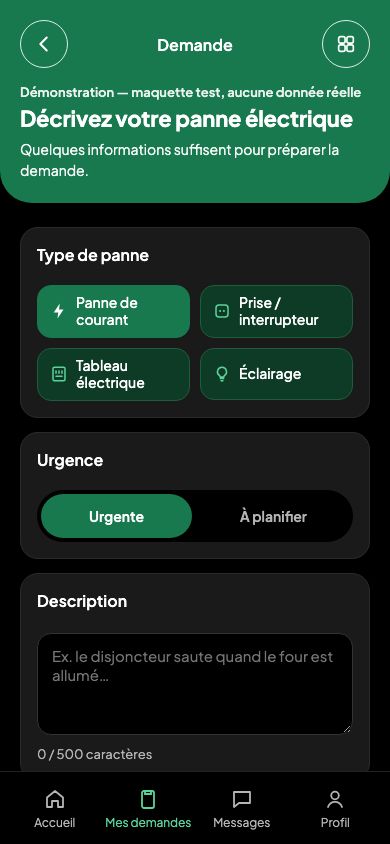 Demande
Démonstration — maquette test, aucune donnée réelle
Décrivez votre panne électrique
Quelques informations suffisent pour préparer la
demande.
Type de panne
Panne de
courant
Prise /
interrupteur
Tableau
électrique
Éclairage
Urgence
Urgente
À planifier
Description
Ex. le disjoncteur saute quand le four est
allumé…
0 / 500 caractères
Accueil
Mes demandes
Messages
Profil